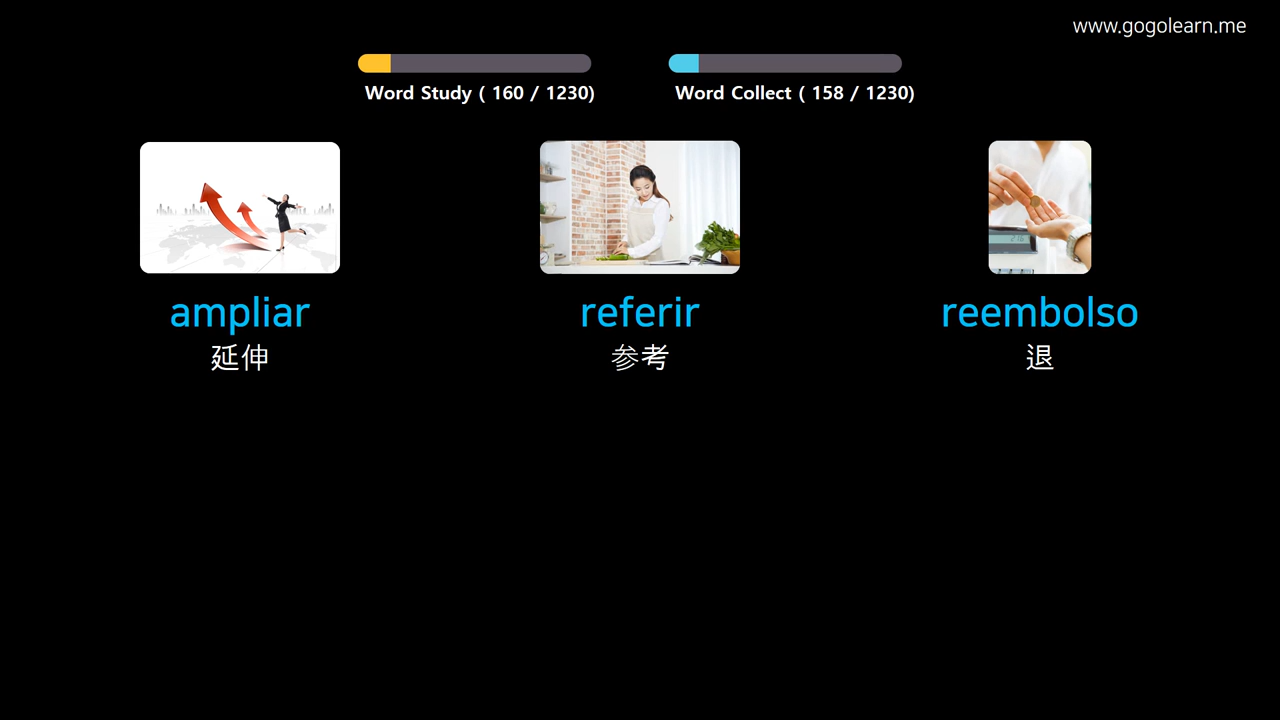 www.gogolearn.me
Word Study ( 160 / 1230)
Word Collect ( 158 / 1230)
ampliar
延伸
referir
参考
reembolso
退